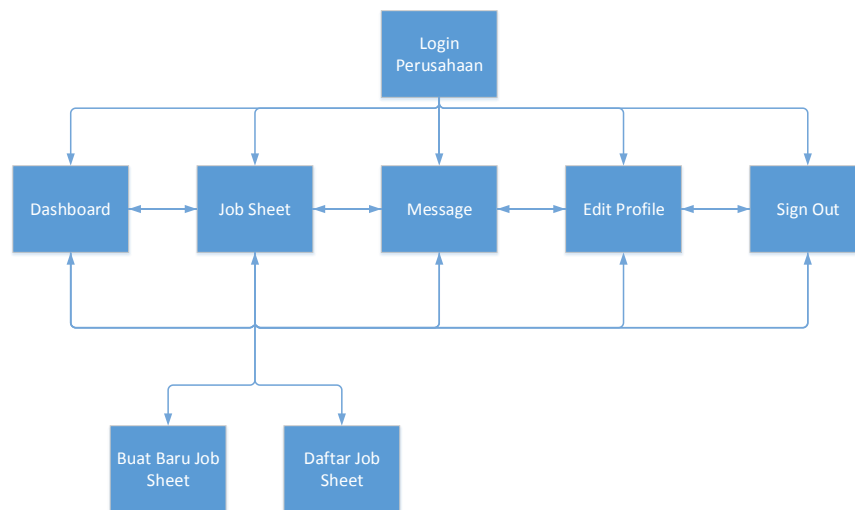 Login
Perusahaan
Dashboard
Job Sheet
Message
Edit Profile
Sign Out
Buat Baru Job
Sheet
Daftar Job
Sheet